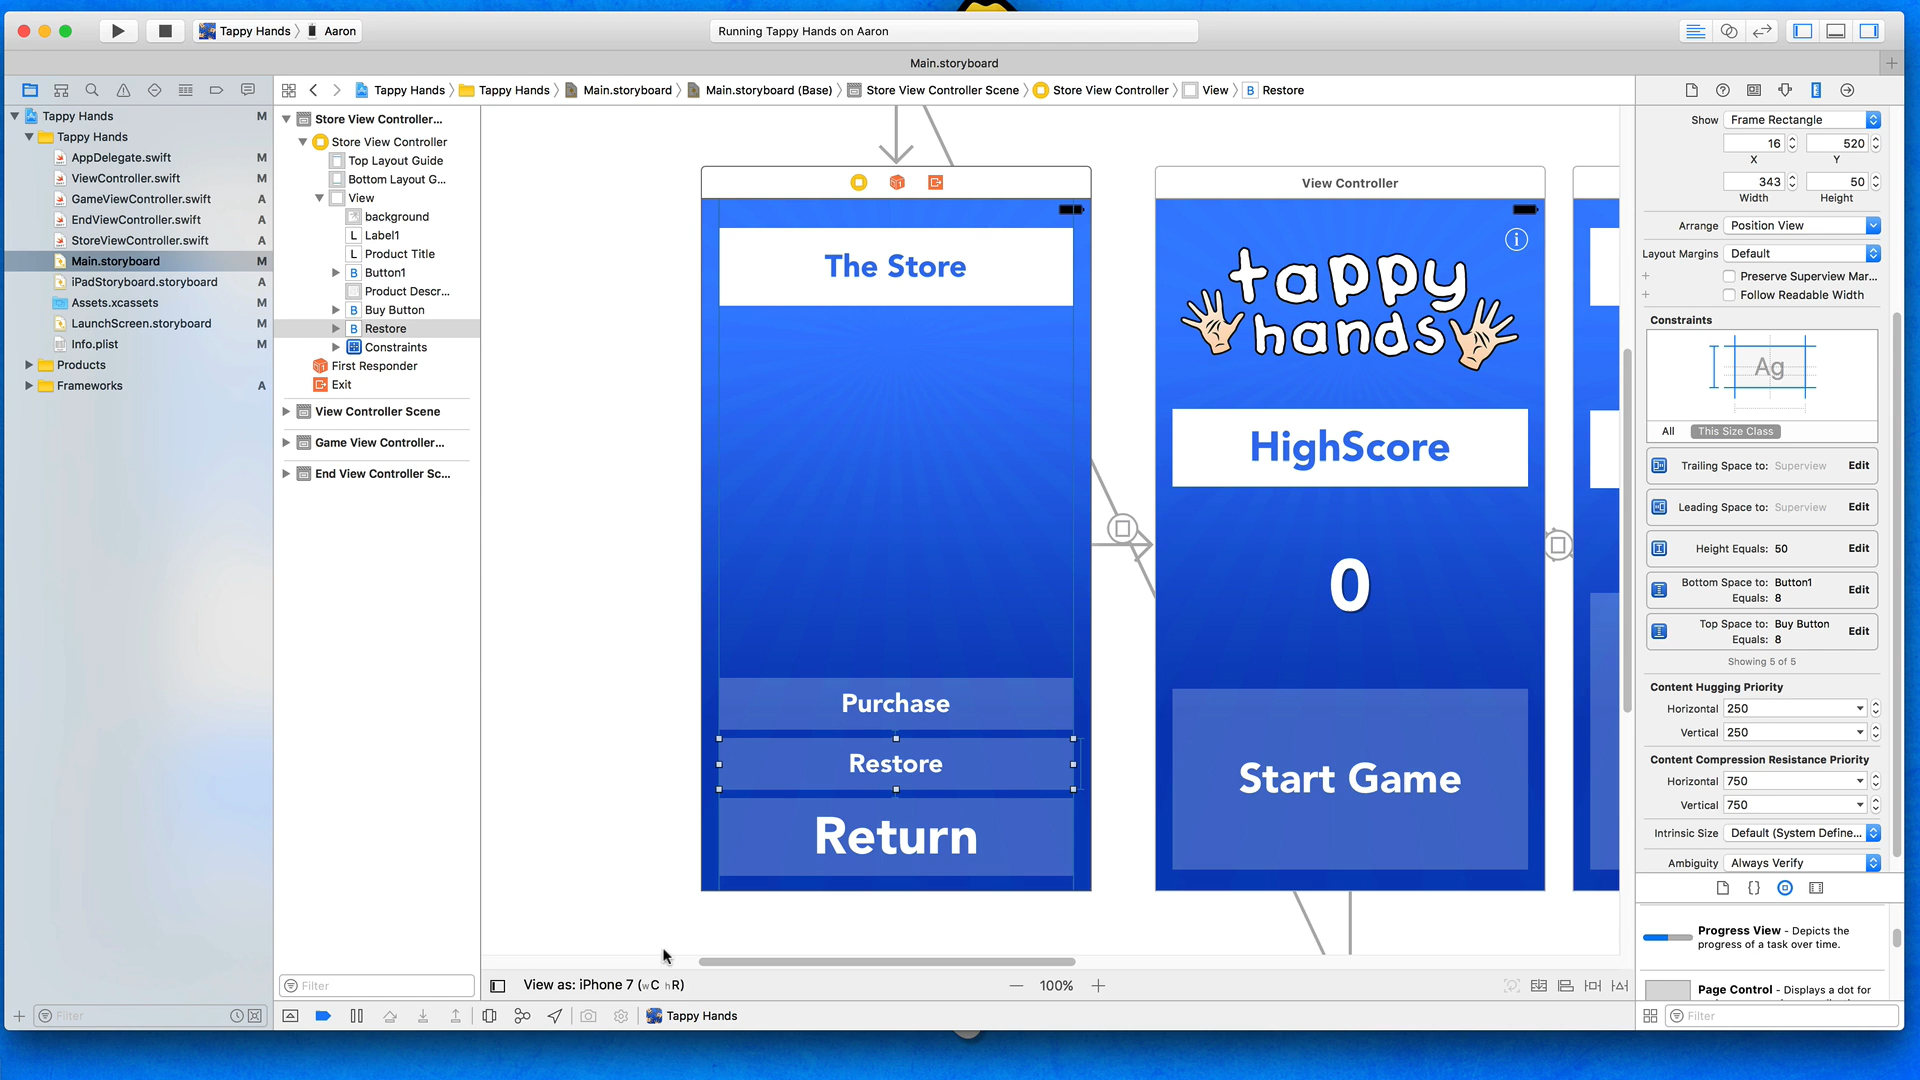 Tappy Hands
Aaron
Running Tappy Hands on Aaron
Main.storyboard
Tappy Hands
Tappy Hands
Main.storyboard
Main.storyboard (Base)
Store View Controller Scene
Store View Controller
View
B
Restore
Tappy Hands M
Tappy Hands
AppDelegate.swift M
ViewController.swift M
GameViewController.swift A
EndViewController.swift A
StoreViewController.swift A
Main.storyboard M
iPadStoryboard.storyboard A
Assets.xcassets M
LaunchScreen.storyboard M
Info.plist M
Products
Frameworks A
Filter
Store View Controller...
Store View Controller
Top Layout Guide
Bottom Layout G...
View
background
L Label1
L Product Title
B Button1
Product Descr...
B Buy Button
B Restore
Constraints
First Responder
Exit
View Controller Scene
Game View Controller...
End View Controller Sc...
Filter
The Store
Purchase
Restore
Return
View Controller
i
tappy
hands
HighScore
0
Start Game
View as: iPhone 7 (wC hR)
100%
Tappy Hands
Show Frame Rectangle
16 520
X Y
343 50
Width Height
Arrange Position View
Layout Margins Default
Preserve Superview Mar...
Follow Readable Width
Constraints
Ag
All This Size Class
Trailing Space to: Superview Edit
Leading Space to: Superview Edit
Height Equals: 50 Edit
Bottom Space to: Button1
Equals: 8 Edit
Top Space to: Buy Button
Equals: 8 Edit
Showing 5 of 5
Content Hugging Priority
Horizontal 250
Vertical 250
Content Compression Resistance Priority
Horizontal 750
Vertical 750
Intrinsic Size Default (System Define...
Ambiguity Always Verify
Progress View - Depicts the
progress of a task over time.
Page Control - Displays a dot for
Filter